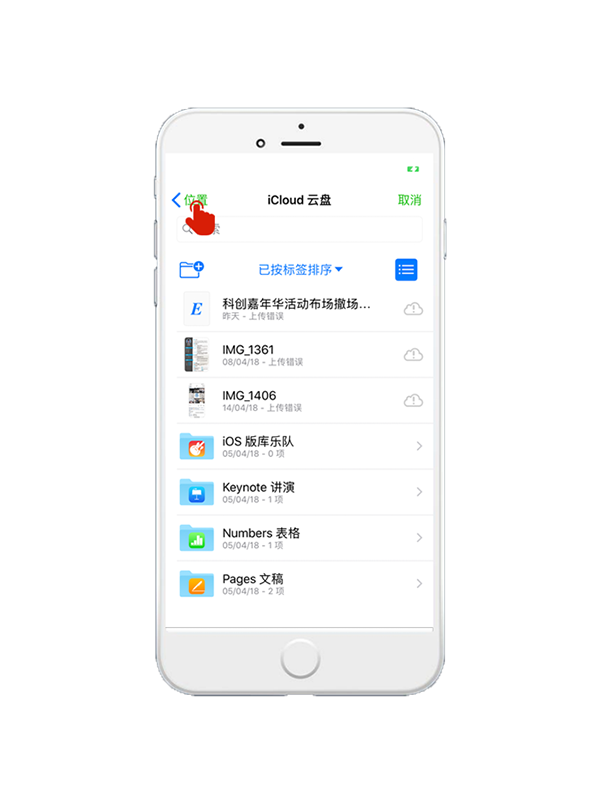 位置
iCloud 云盘
取消
索
已按标签排序
E
科创嘉年华活动布场撤场...
昨天 - 上传错误
IMG_1361
08/04/18 - 上传错误
IMG_1406
14/04/18 - 上传错误
iOS 版库乐队
05/04/18 - 0 项
Keynote 讲演
05/04/18 - 1 项
Numbers 表格
05/04/18 - 1 项
Pages 文稿
05/04/18 - 2 项